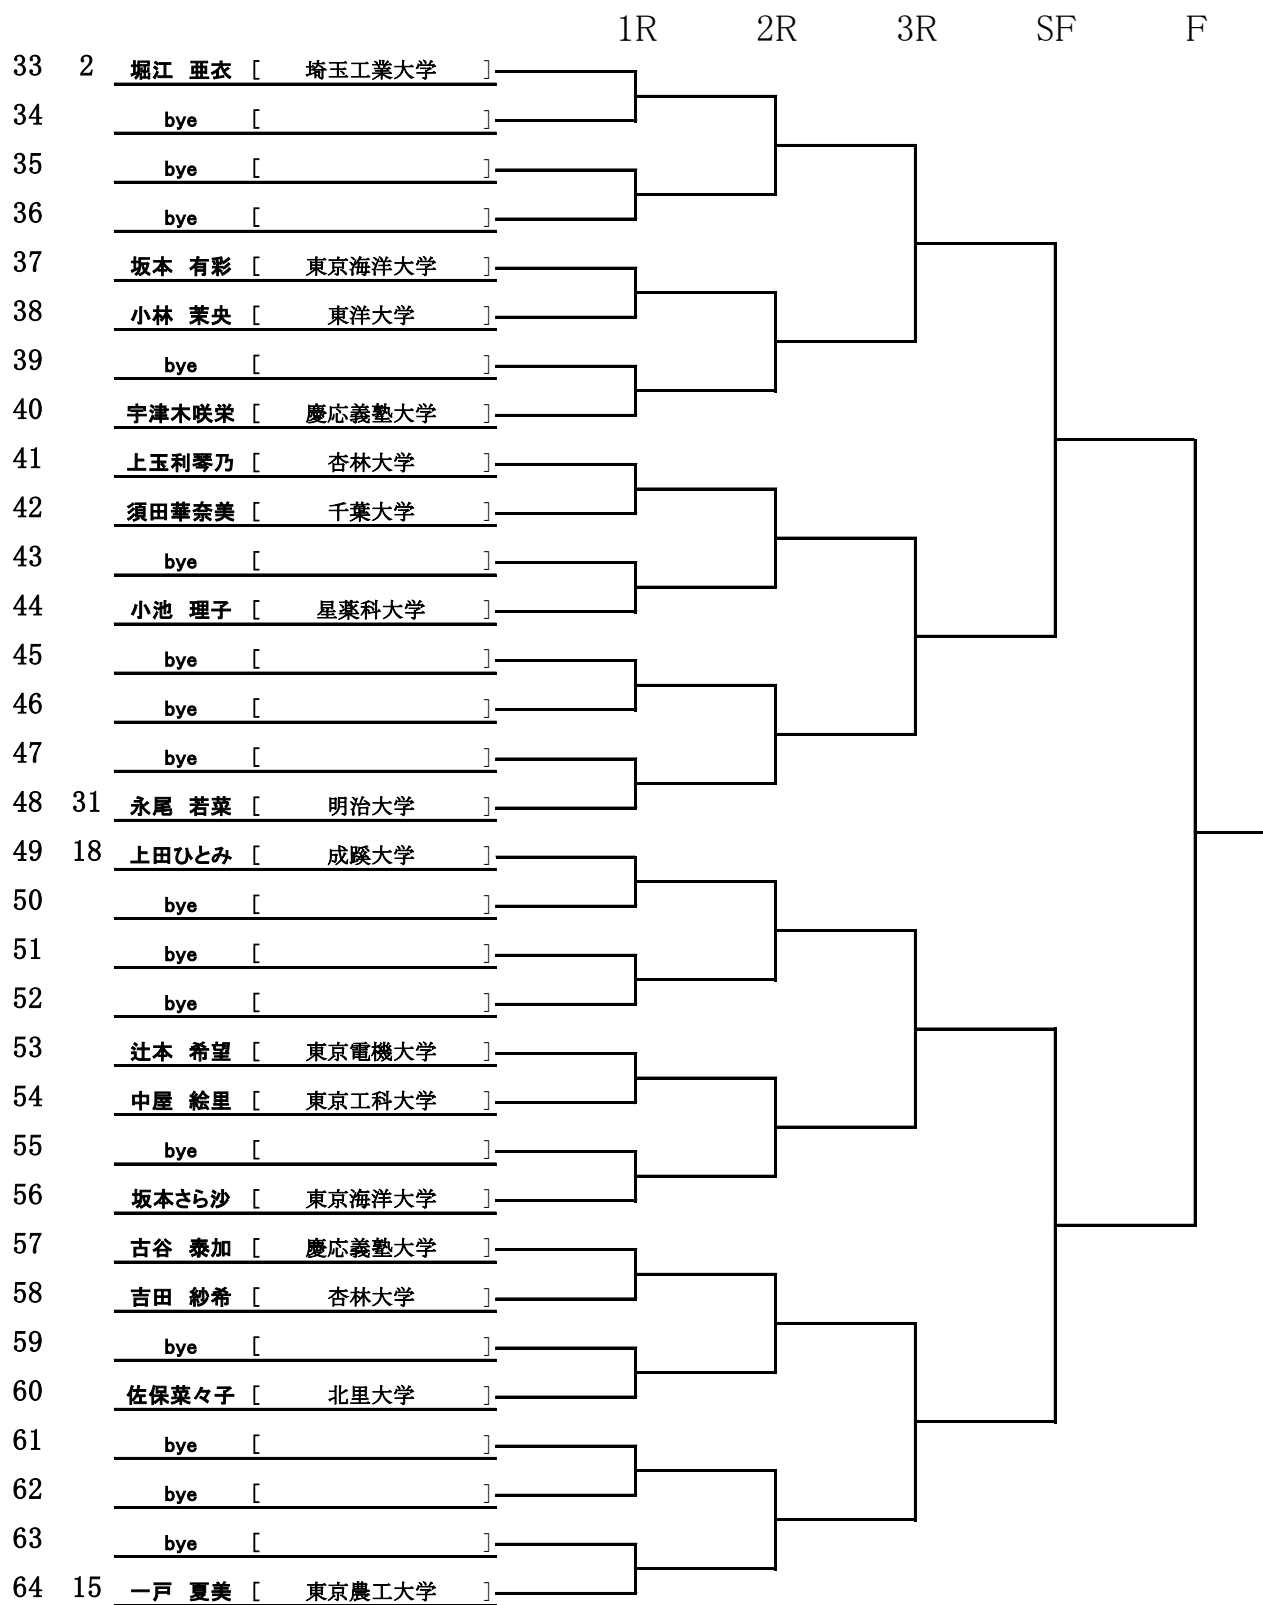 1R 2R 3R SF F
33 2 堀江 亜衣 [ 埼玉工業大学 ]
34 bye [ ]
35 bye [ ]
36 bye [ ]
37 坂本 有彩 [ 東京海洋大学 ]
38 小林 茉央 [ 東洋大学 ]
39 bye [ ]
40 宇津木咲栄 [ 慶応義塾大学 ]
41 上玉利琴乃 [ 杏林大学 ]
42 須田華奈美 [ 千葉大学 ]
43 bye [ ]
44 小池 理子 [ 星薬科大学 ]
45 bye [ ]
46 bye [ ]
47 bye [ ]
48 31 永尾 若菜 [ 明治大学 ]
49 18 上田ひとみ [ 成蹊大学 ]
50 bye [ ]
51 bye [ ]
52 bye [ ]
53 辻本 希望 [ 東京電機大学 ]
54 中屋 絵里 [ 東京工科大学 ]
55 bye [ ]
56 坂本さら沙 [ 東京海洋大学 ]
57 古谷 泰加 [ 慶応義塾大学 ]
58 吉田 紗希 [ 杏林大学 ]
59 bye [ ]
60 佐保菜々子 [ 北里大学 ]
61 bye [ ]
62 bye [ ]
63 bye [ ]
64 15 一戸 夏美 [ 東京農工大学 ]